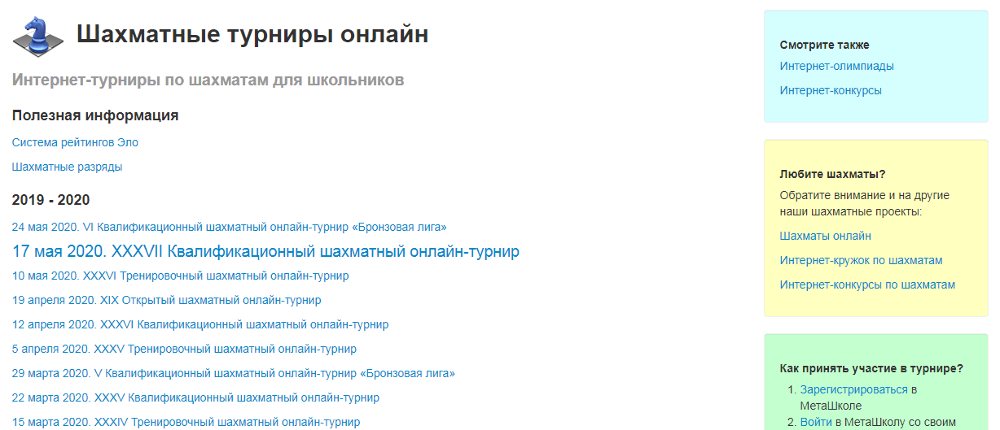 Шахматные турниры онлайн
Интернет-турниры по шахматам для школьников
Полезная информация
Система рейтингов Эло
Шахматные разряды
2019 - 2020
24 мая 2020. VI Квалификационный шахматный онлайн-турнир «Бронзовая лига»
17 мая 2020. XXXVII Квалификационный шахматный онлайн-турнир
10 мая 2020. XXXVI Тренировочный шахматный онлайн-турнир
19 апреля 2020. XIX Открытый шахматный онлайн-турнир
12 апреля 2020. XXXVI Квалификационный шахматный онлайн-турнир
5 апреля 2020. XXXV Тренировочный шахматный онлайн-турнир
29 марта 2020. V Квалификационный шахматный онлайн-турнир «Бронзовая лига»
22 марта 2020. XXXV Квалификационный шахматный онлайн-турнир
15 марта 2020. XXXIV Тренировочный шахматный онлайн-турнир
Смотрите также
Интернет-олимпиады
Интернет-конкурсы
Любите шахматы?
Обратите внимание и на другие
наши шахматные проекты:
Шахматы онлайн
Интернет-кружок по шахматам
Интернет-конкурсы по шахматам
Как принять участие в турнире?
1. Зарегистрироваться в
МетаШколе
2. Войти в МетаШколу со своим